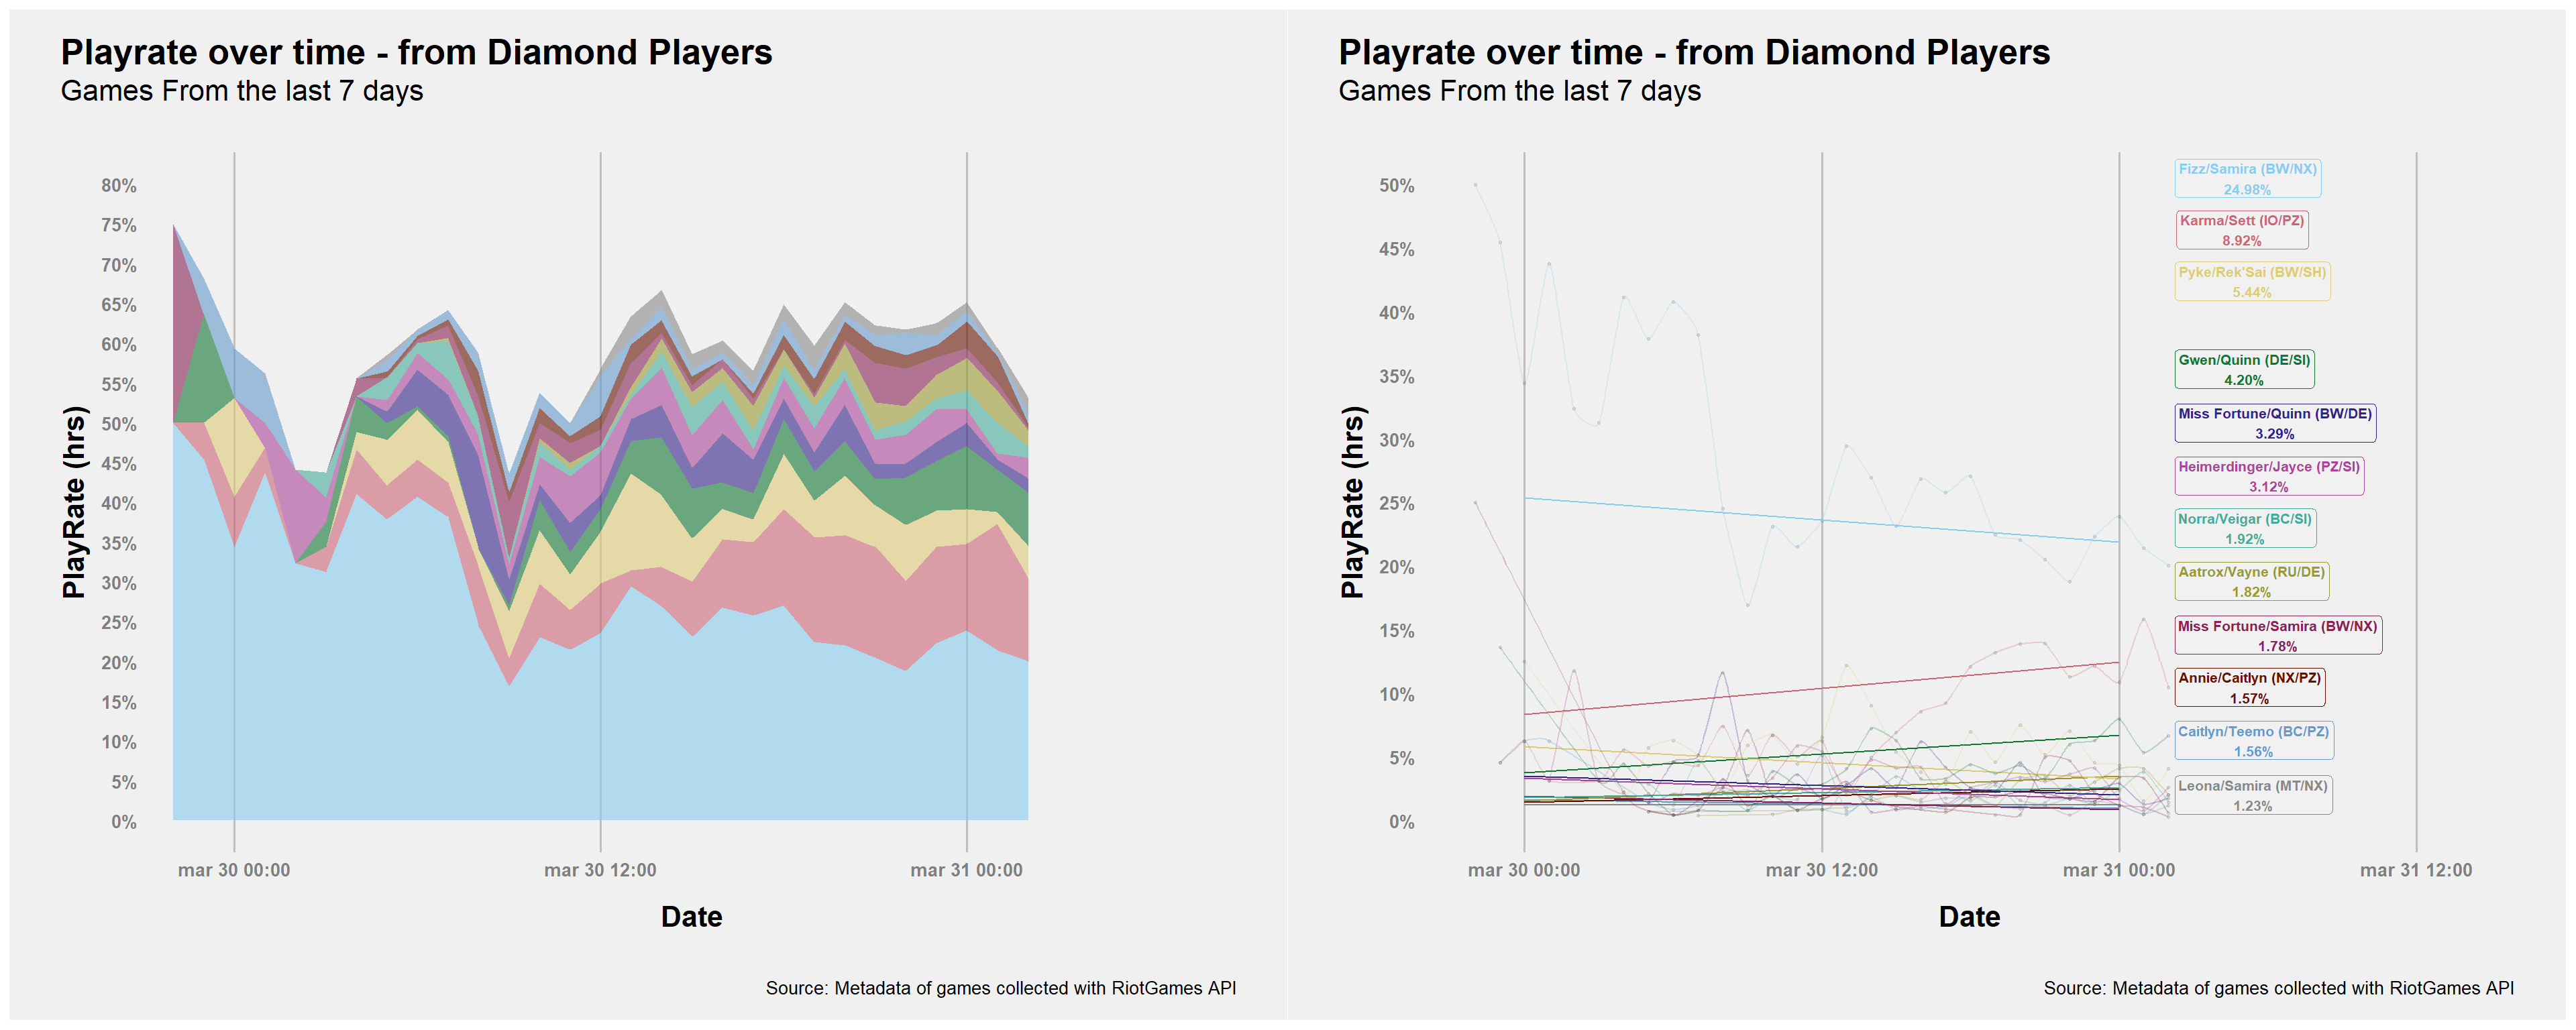 Playrate over time - from Diamond Players
Games From the last 7 days
80%
75%
70%
65%
60%
55%
50%
45%
40%
35%
30%
25%
20%
15%
10%
5%
0%
PlayRate (hrs)
mar 30 00:00
mar 30 12:00
mar 31 00:00
Date
Source: Metadata of games collected with RiotGames API
Playrate over time - from Diamond Players
Games From the last 7 days
50%
45%
40%
35%
30%
25%
20%
15%
10%
5%
0%
PlayRate (hrs)
Fizz/Samira (BW/NX)
24.98%
Karma/Sett (IO/PZ)
8.92%
Pyke/Rek'Sai (BW/SH)
5.44%
Gwen/Quinn (DE/SI)
4.20%
Miss Fortune/Quinn (BW/DE)
3.29%
Heimerdinger/Jayce (PZ/SI)
3.12%
Norra/Veigar (BC/SI)
1.92%
Aatrox/Vayne (RU/DE)
1.82%
Miss Fortune/Samira (BW/NX)
1.78%
Annie/Caitlyn (NX/PZ)
1.57%
Caitlyn/Teemo (BC/PZ)
1.56%
Leona/Samira (MT/NX)
1.23%
mar 30 00:00
mar 30 12:00
mar 31 00:00
mar 31 12:00
Date
Source: Metadata of games collected with RiotGames API